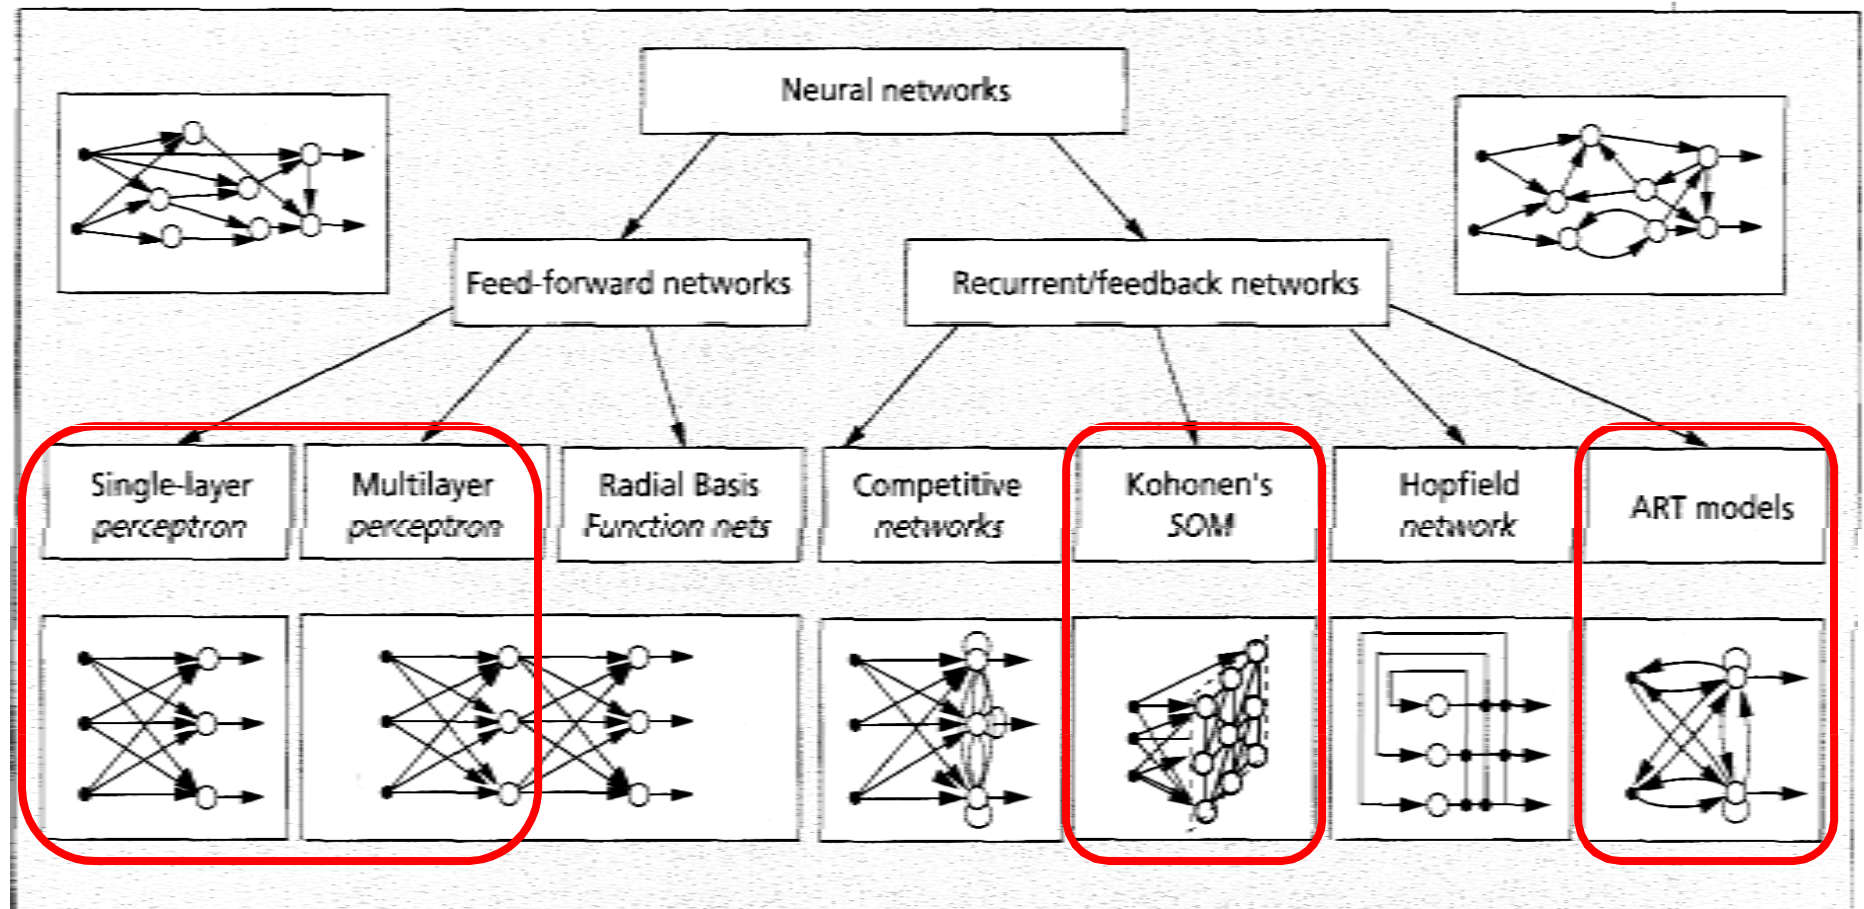 Neural networks
Feed-forward networks
Recurrent/feedback networks
Single-layer
perceptron
Multilayer
perceptron
Radial Basis
Function nets
Competitive
networks
Kohonen's
SOM
Hopfield
network
ART models